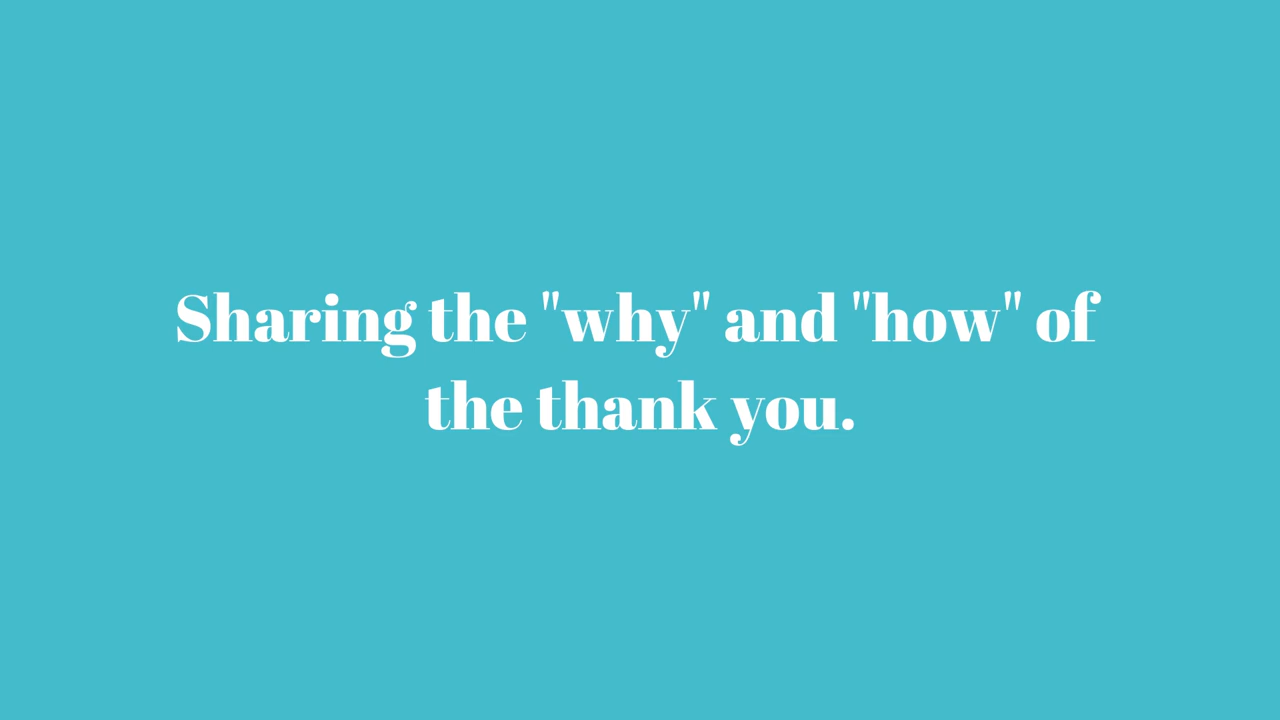 Sharing the "why" and "how" of
the thank you.